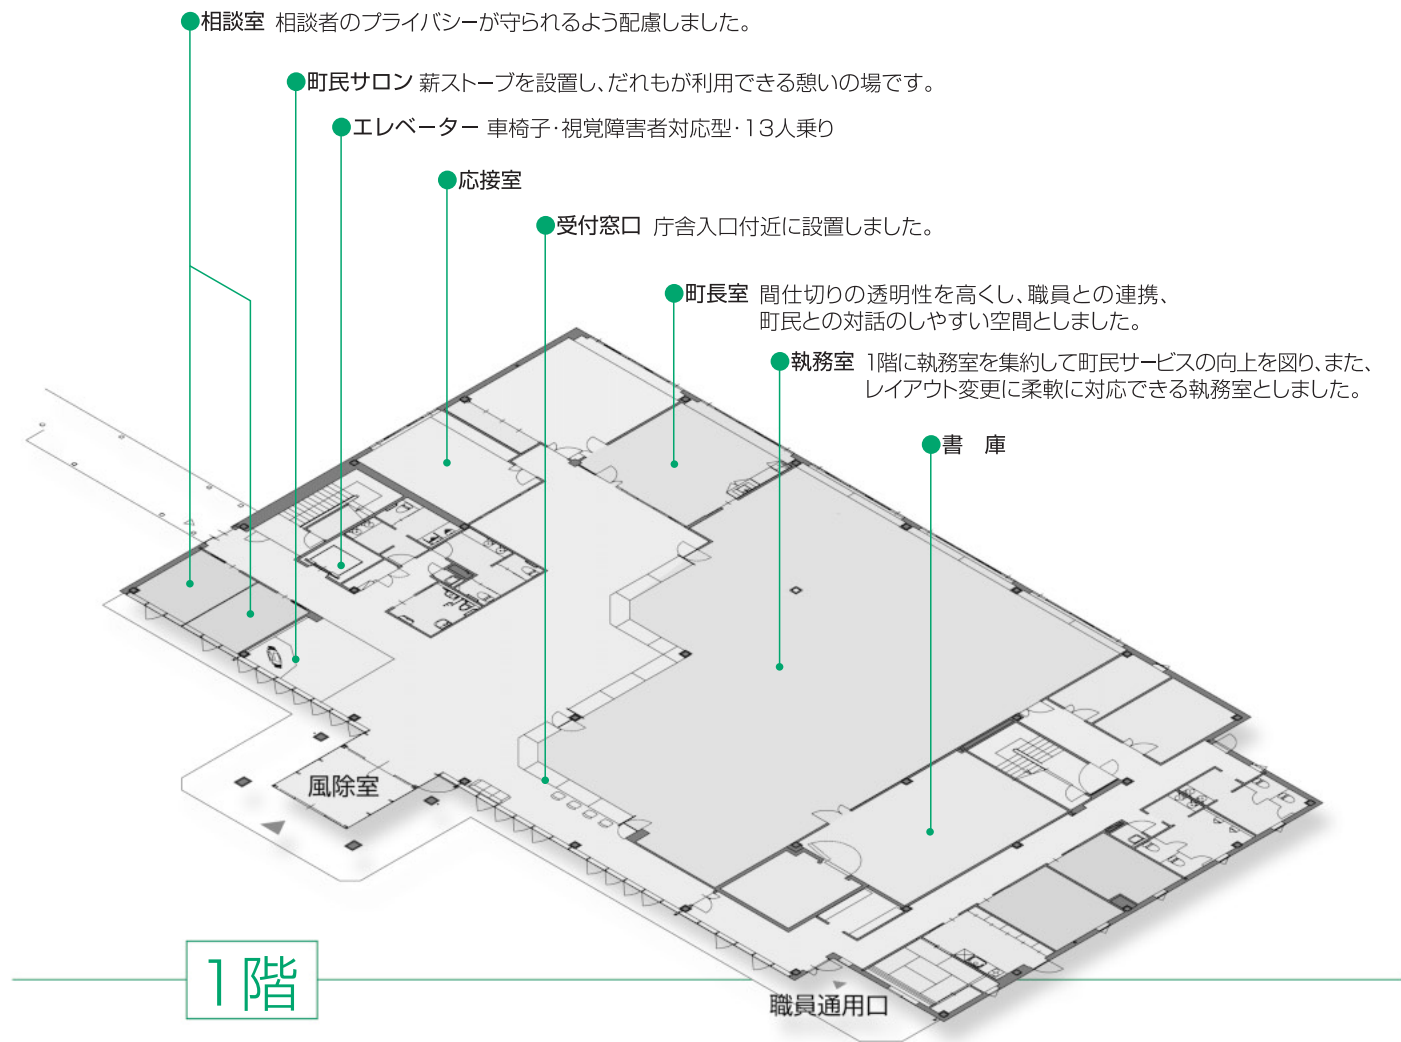 相談室 相談者のプライバシーが守られるよう配慮しました。
町民サロン 薪ストーブを設置し、だれもが利用できる憩いの場です。
エレベーター 車椅子・視覚障害者対応型・13人乗り
応接室
受付窓口 庁舎入口付近に設置しました。
町長室 間仕切りの透明性を高くし、職員との連携、
町民との対話のしやすい空間としました。
執務室 1階に執務室を集約して町民サービスの向上を図り、また、
レイアウト変更に柔軟に対応できる執務室としました。
書 庫
風除室
1階
職員通用口